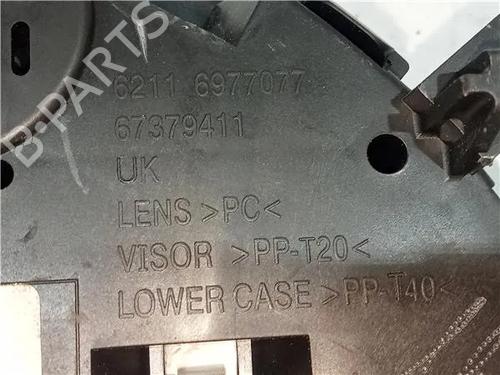 B-PARTS
6211 6977077
67379411
UK
LENS >PC<
VISOR >PP-T20<
LOWER CASE >PP-T40<